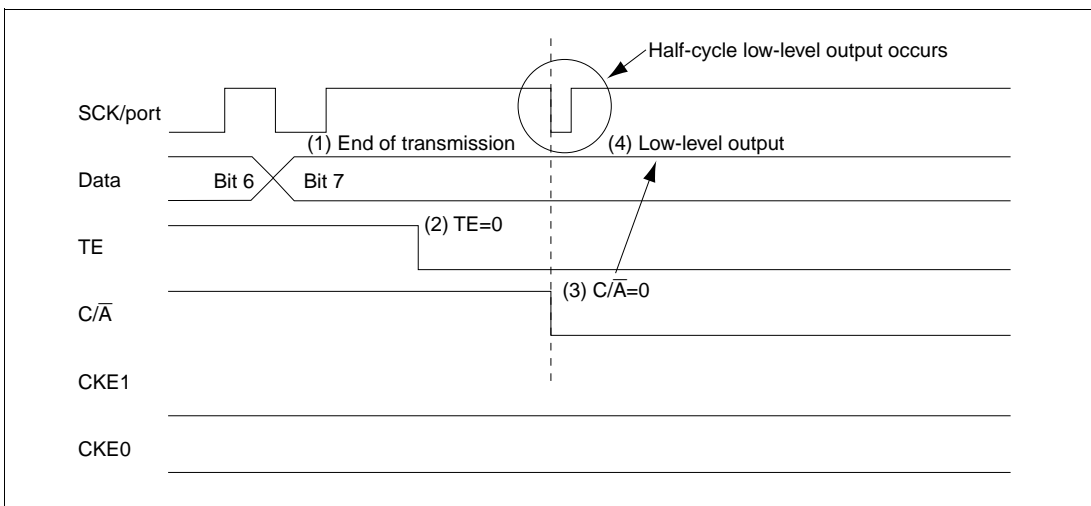 Half-cycle low-level output occurs
SCK/port
(1) End of transmission
(4) Low-level output
Data
Bit 6
Bit 7
(2) TE=0
TE
(3) C/A̅=0
C/A̅
CKE1
CKE0